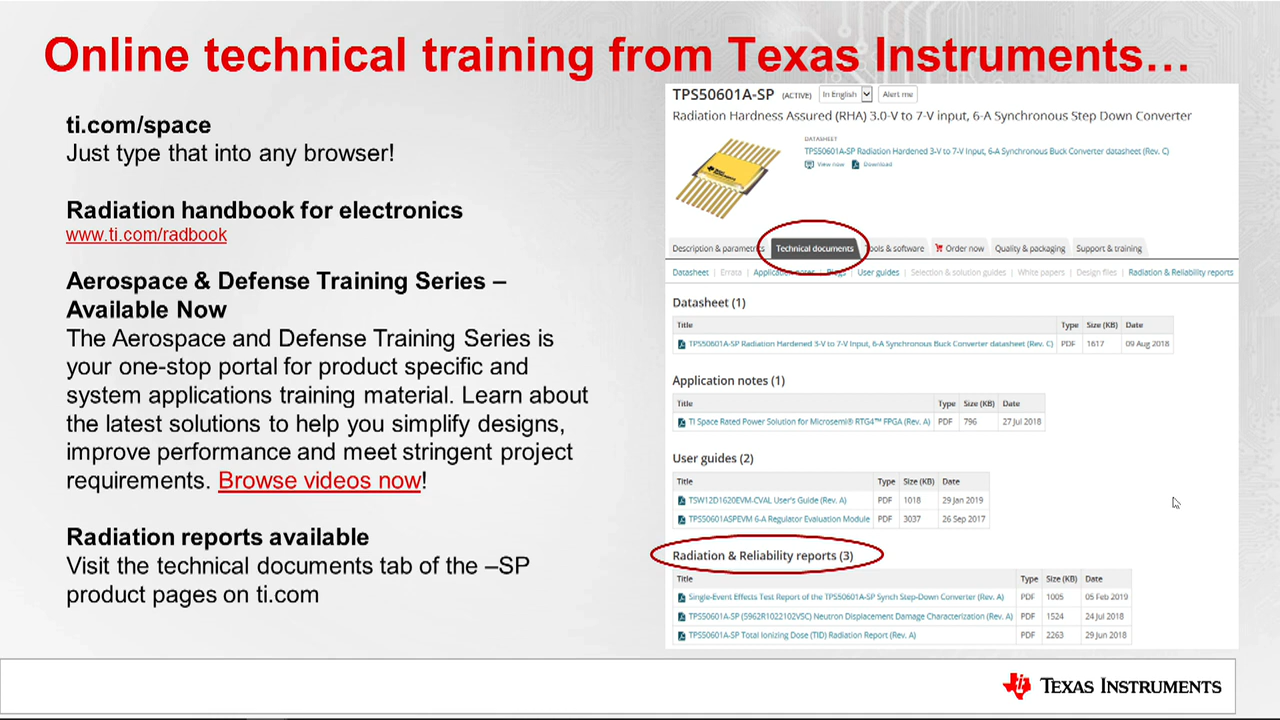 Online technical training from Texas Instruments…
ti.com/space
Just type that into any browser!
Radiation handbook for electronics
www.ti.com/radbook
Aerospace & Defense Training Series –
Available Now
The Aerospace and Defense Training Series is
your one-stop portal for product specific and
system applications training material. Learn about
the latest solutions to help you simplify designs,
improve performance and meet stringent project
requirements. Browse videos now!
Radiation reports available
Visit the technical documents tab of the –SP
product pages on ti.com
TPS50601A-SP (ACTIVE) In English Alert me
Radiation Hardness Assured (RHA) 3.0-V to 7-V input, 6-A Synchronous Step Down Converter
DATASHEET
TPS50601A-SP Radiation Hardened 3-V to 7-V Input, 6-A Synchronous Buck Converter datasheet (Rev. C)
View now Download
Description & parametrics Technical documents Tools & software Order now Quality & packaging Support & training
Datasheet | Errata | Application notes | Blogs | User guides | Selection & solution guides | White papers | Design files | Radiation & Reliability reports
Datasheet (1)
Title Type Size (KB) Date
TPS50601A-SP Radiation Hardened 3-V to 7-V Input, 6-A Synchronous Buck Converter datasheet (Rev. C) PDF 1617 09 Aug 2018
Application notes (1)
Title Type Size (KB) Date
TI Space Rated Power Solution for Microsemi® RTG4™ FPGA (Rev. A) PDF 796 27 Jul 2018
User guides (2)
Title Type Size (KB) Date
TSW12D1620EVM-CVAL User's Guide (Rev. A) PDF 1018 29 Jan 2019
TPS50601ASPEVM 6-A Regulator Evaluation Module PDF 3037 26 Sep 2017
Radiation & Reliability reports (3)
Title Type Size (KB) Date
Single-Event Effects Test Report of the TPS50601A-SP Synch Step-Down Converter (Rev. A) PDF 1005 05 Feb 2019
TPS50601A-SP (5962R1022102VSC) Neutron Displacement Damage Characterization (Rev. A) PDF 1524 24 Jul 2018
TPS50601A-SP Total Ionizing Dose (TID) Radiation Report (Rev. A) PDF 2263 29 Jun 2018
TEXAS INSTRUMENTS